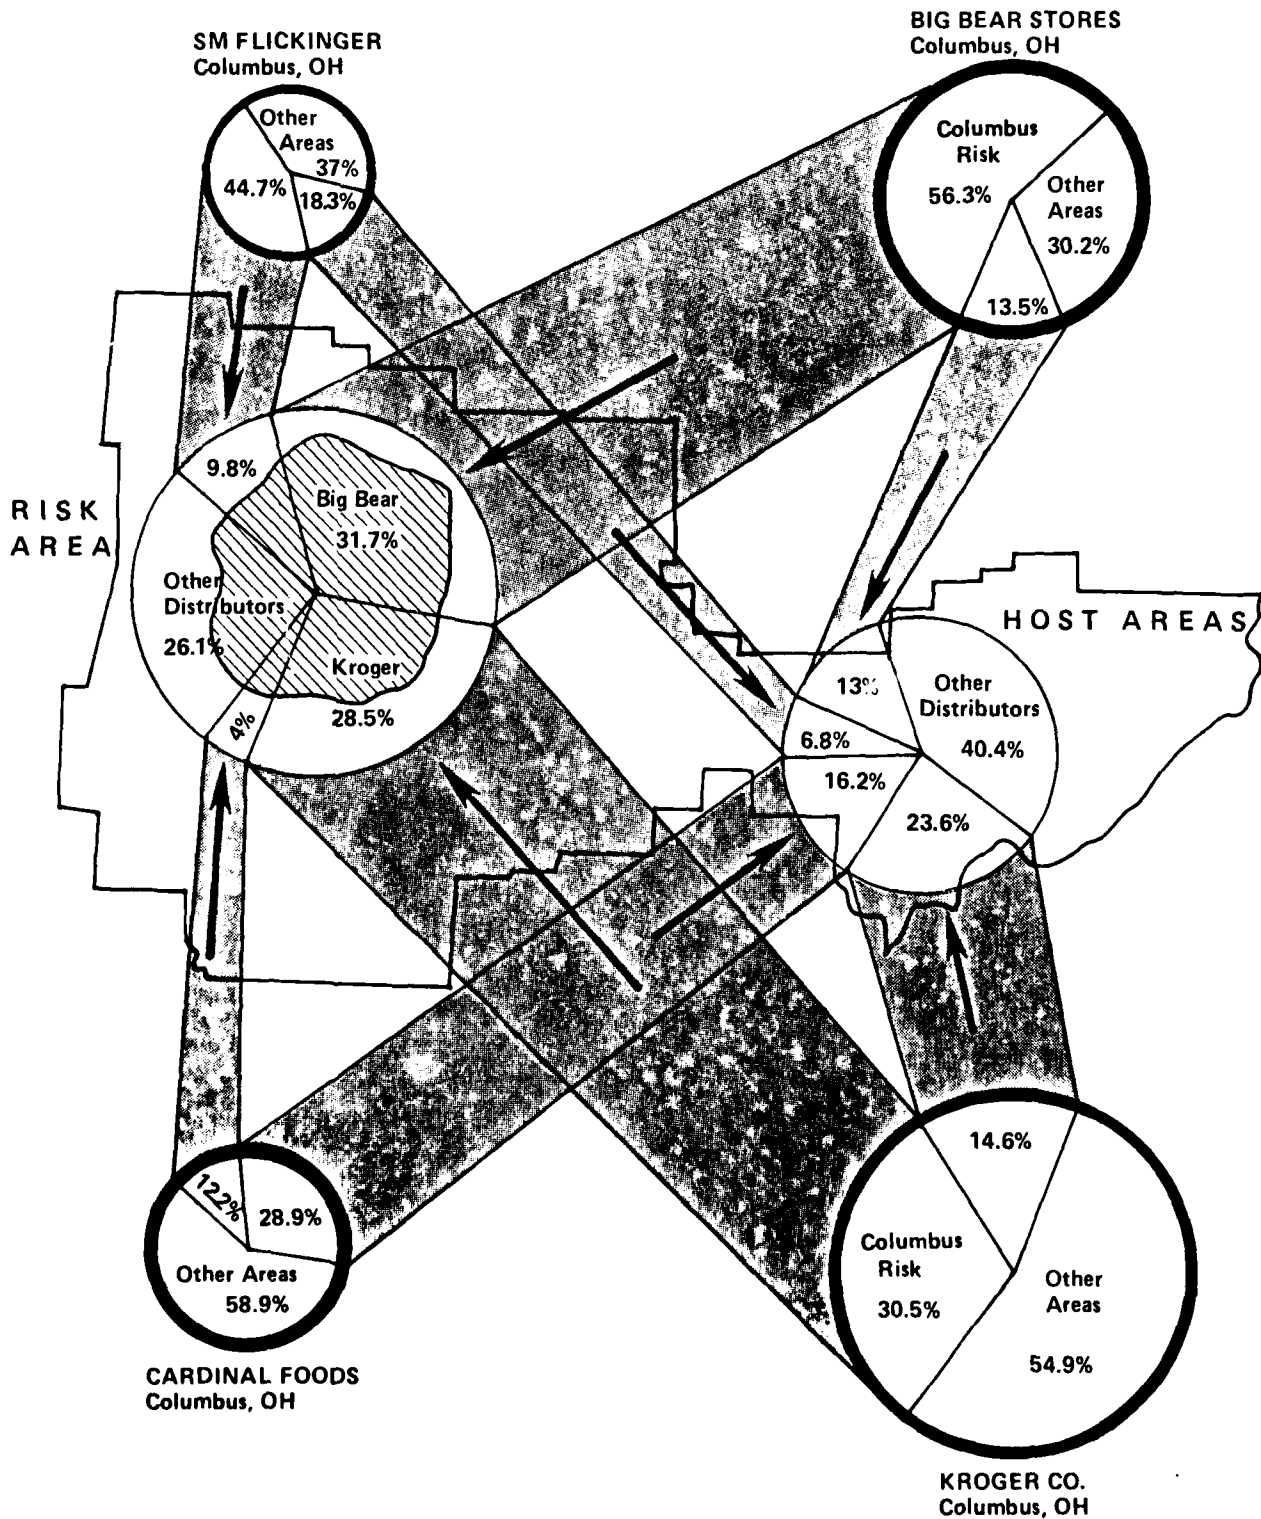 SM FLICKINGER
Columbus, OH
Other
Areas
37%
44.7%
18.3%
BIG BEAR STORES
Columbus, OH
Columbus
Risk
56.3%
Other
Areas
30.2%
13.5%
RISK
AREA
9.8%
Big Bear
31.7%
Other
Distributors
26.1%
Kroger
28.5%
4%
HOST AREAS
13%
Other
Distributors
40.4%
6.8%
16.2%
23.6%
12.2%
28.9%
Other Areas
58.9%
CARDINAL FOODS
Columbus, OH
14.6%
Columbus
Risk
30.5%
Other
Areas
54.9%
KROGER CO.
Columbus, OH